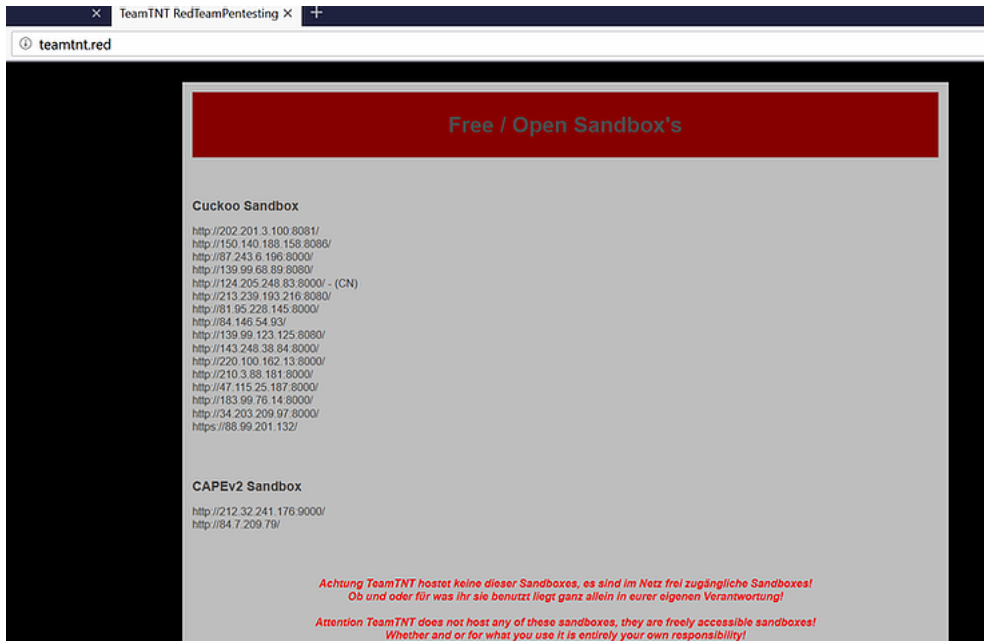 TeamTNT RedTeamPentesting
teamtnt.red
Free / Open Sandbox's
Cuckoo Sandbox
http://202.201.3.100:8081/
http://150.140.188.158:8086/
http://87.243.6.196:8000/
http://139.99.68.89:8080/
http://124.205.248.83:8000/ - (CN)
http://213.239.193.216:8080/
http://81.95.228.145:8000/
http://84.146.54.93/
http://139.99.123.125:8080/
http://143.248.38.84:8000/
http://220.100.162.13:8000/
http://210.3.88.181:8000/
http://47.115.25.187:8000/
http://183.99.76.14:8000/
http://34.203.209.97:8000/
https://88.99.201.132/
CAPEv2 Sandbox
http://212.32.241.176:9000/
http://84.7.209.79/
Achtung TeamTNT hostet keine dieser Sandboxes, es sind im Netz frei zugängliche Sandboxes!
Ob und oder für was ihr sie benutzt liegt ganz allein in eurer eigenen Verantwortung!
Attention TeamTNT does not host any of these sandboxes, they are freely accessible sandboxes!
Whether and or for what you use it is entirely your own responsibility!